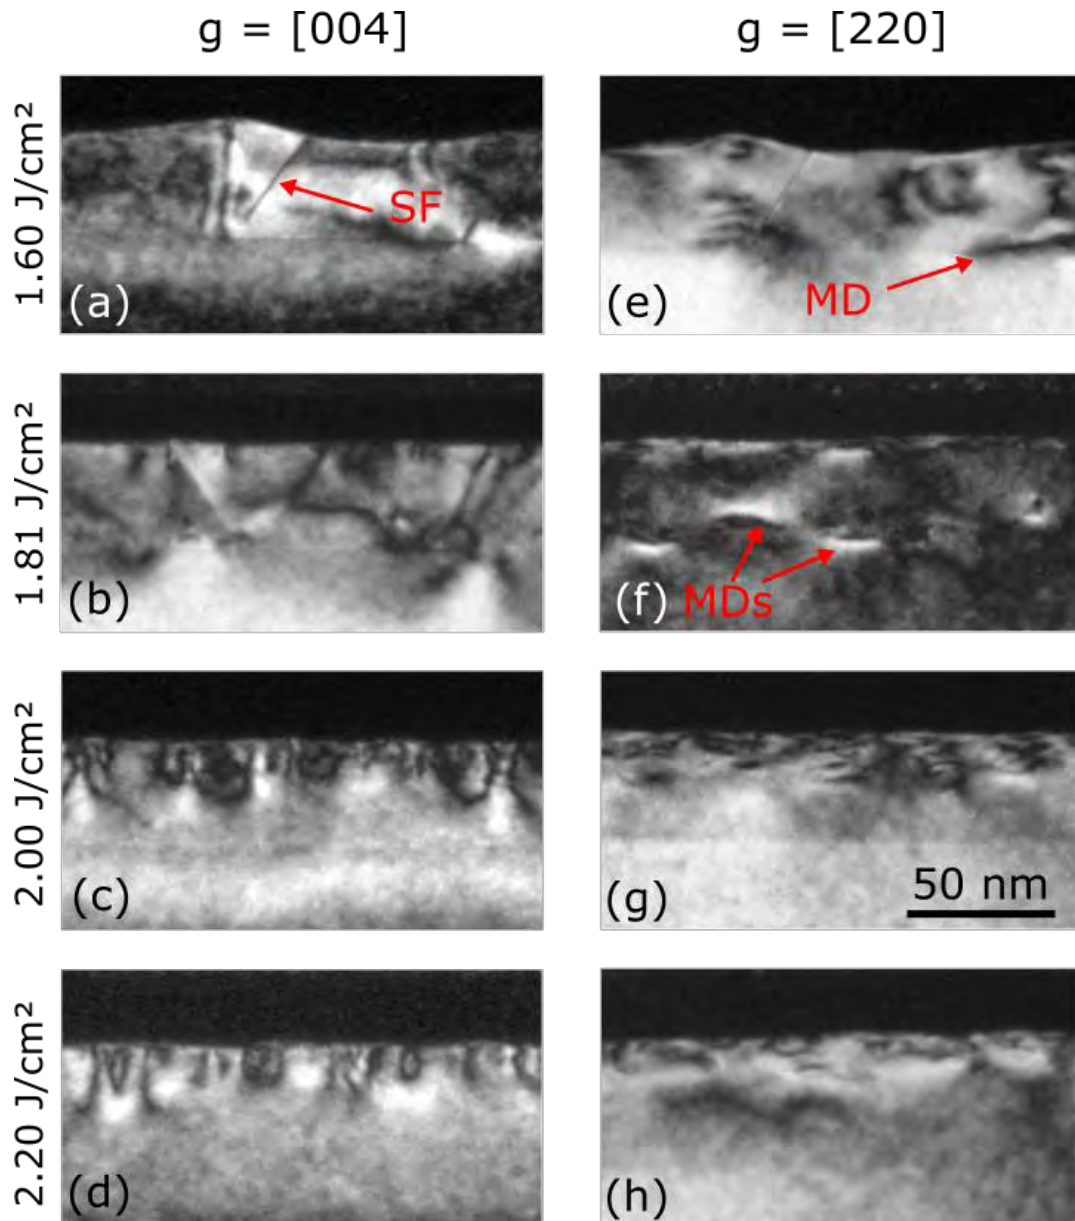 g = [004]
g = [220]
1.60 J/cm²
(a)
SF
(e)
MD
1.81 J/cm²
(b)
(f)
MDs
2.00 J/cm²
(c)
(g)
50 nm
2.20 J/cm²
(d)
(h)